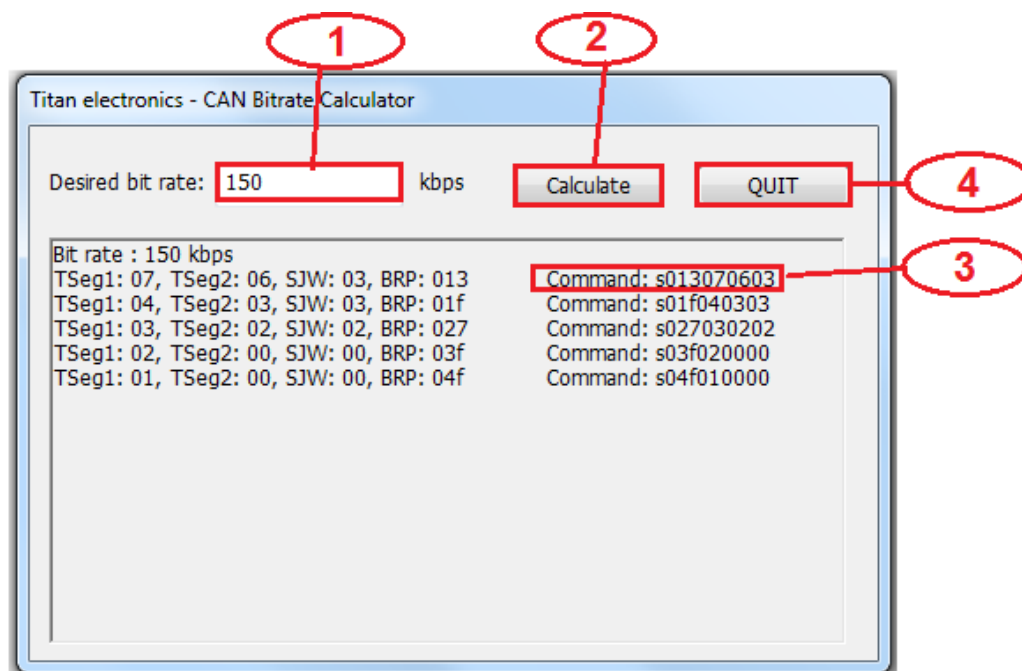 1 2
Titan electronics - CAN Bitrate Calculator
Desired bit rate: 150 kbps Calculate QUIT 4
Bit rate : 150 kbps
TSeg1: 07, TSeg2: 06, SJW: 03, BRP: 013 Command: s013070603 3
TSeg1: 04, TSeg2: 03, SJW: 03, BRP: 01f Command: s01f040303
TSeg1: 03, TSeg2: 02, SJW: 02, BRP: 027 Command: s027030202
TSeg1: 02, TSeg2: 00, SJW: 00, BRP: 03f Command: s03f020000
TSeg1: 01, TSeg2: 00, SJW: 00, BRP: 04f Command: s04f010000